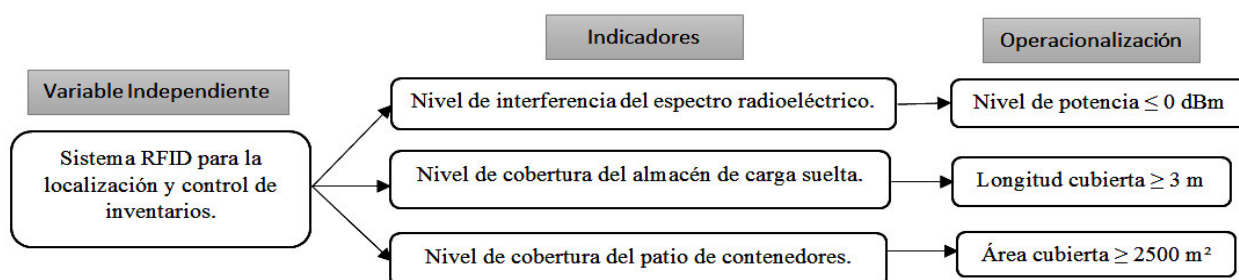 Indicadores
Operacionalización
Variable Independiente
Nivel de interferencia del espectro radioeléctrico.
Nivel de potencia ≤ 0 dBm
Sistema RFID para la
localización y control de
inventarios.
Nivel de cobertura del almacén de carga suelta.
Longitud cubierta ≥ 3 m
Nivel de cobertura del patio de contenedores.
Área cubierta ≥ 2500 m²